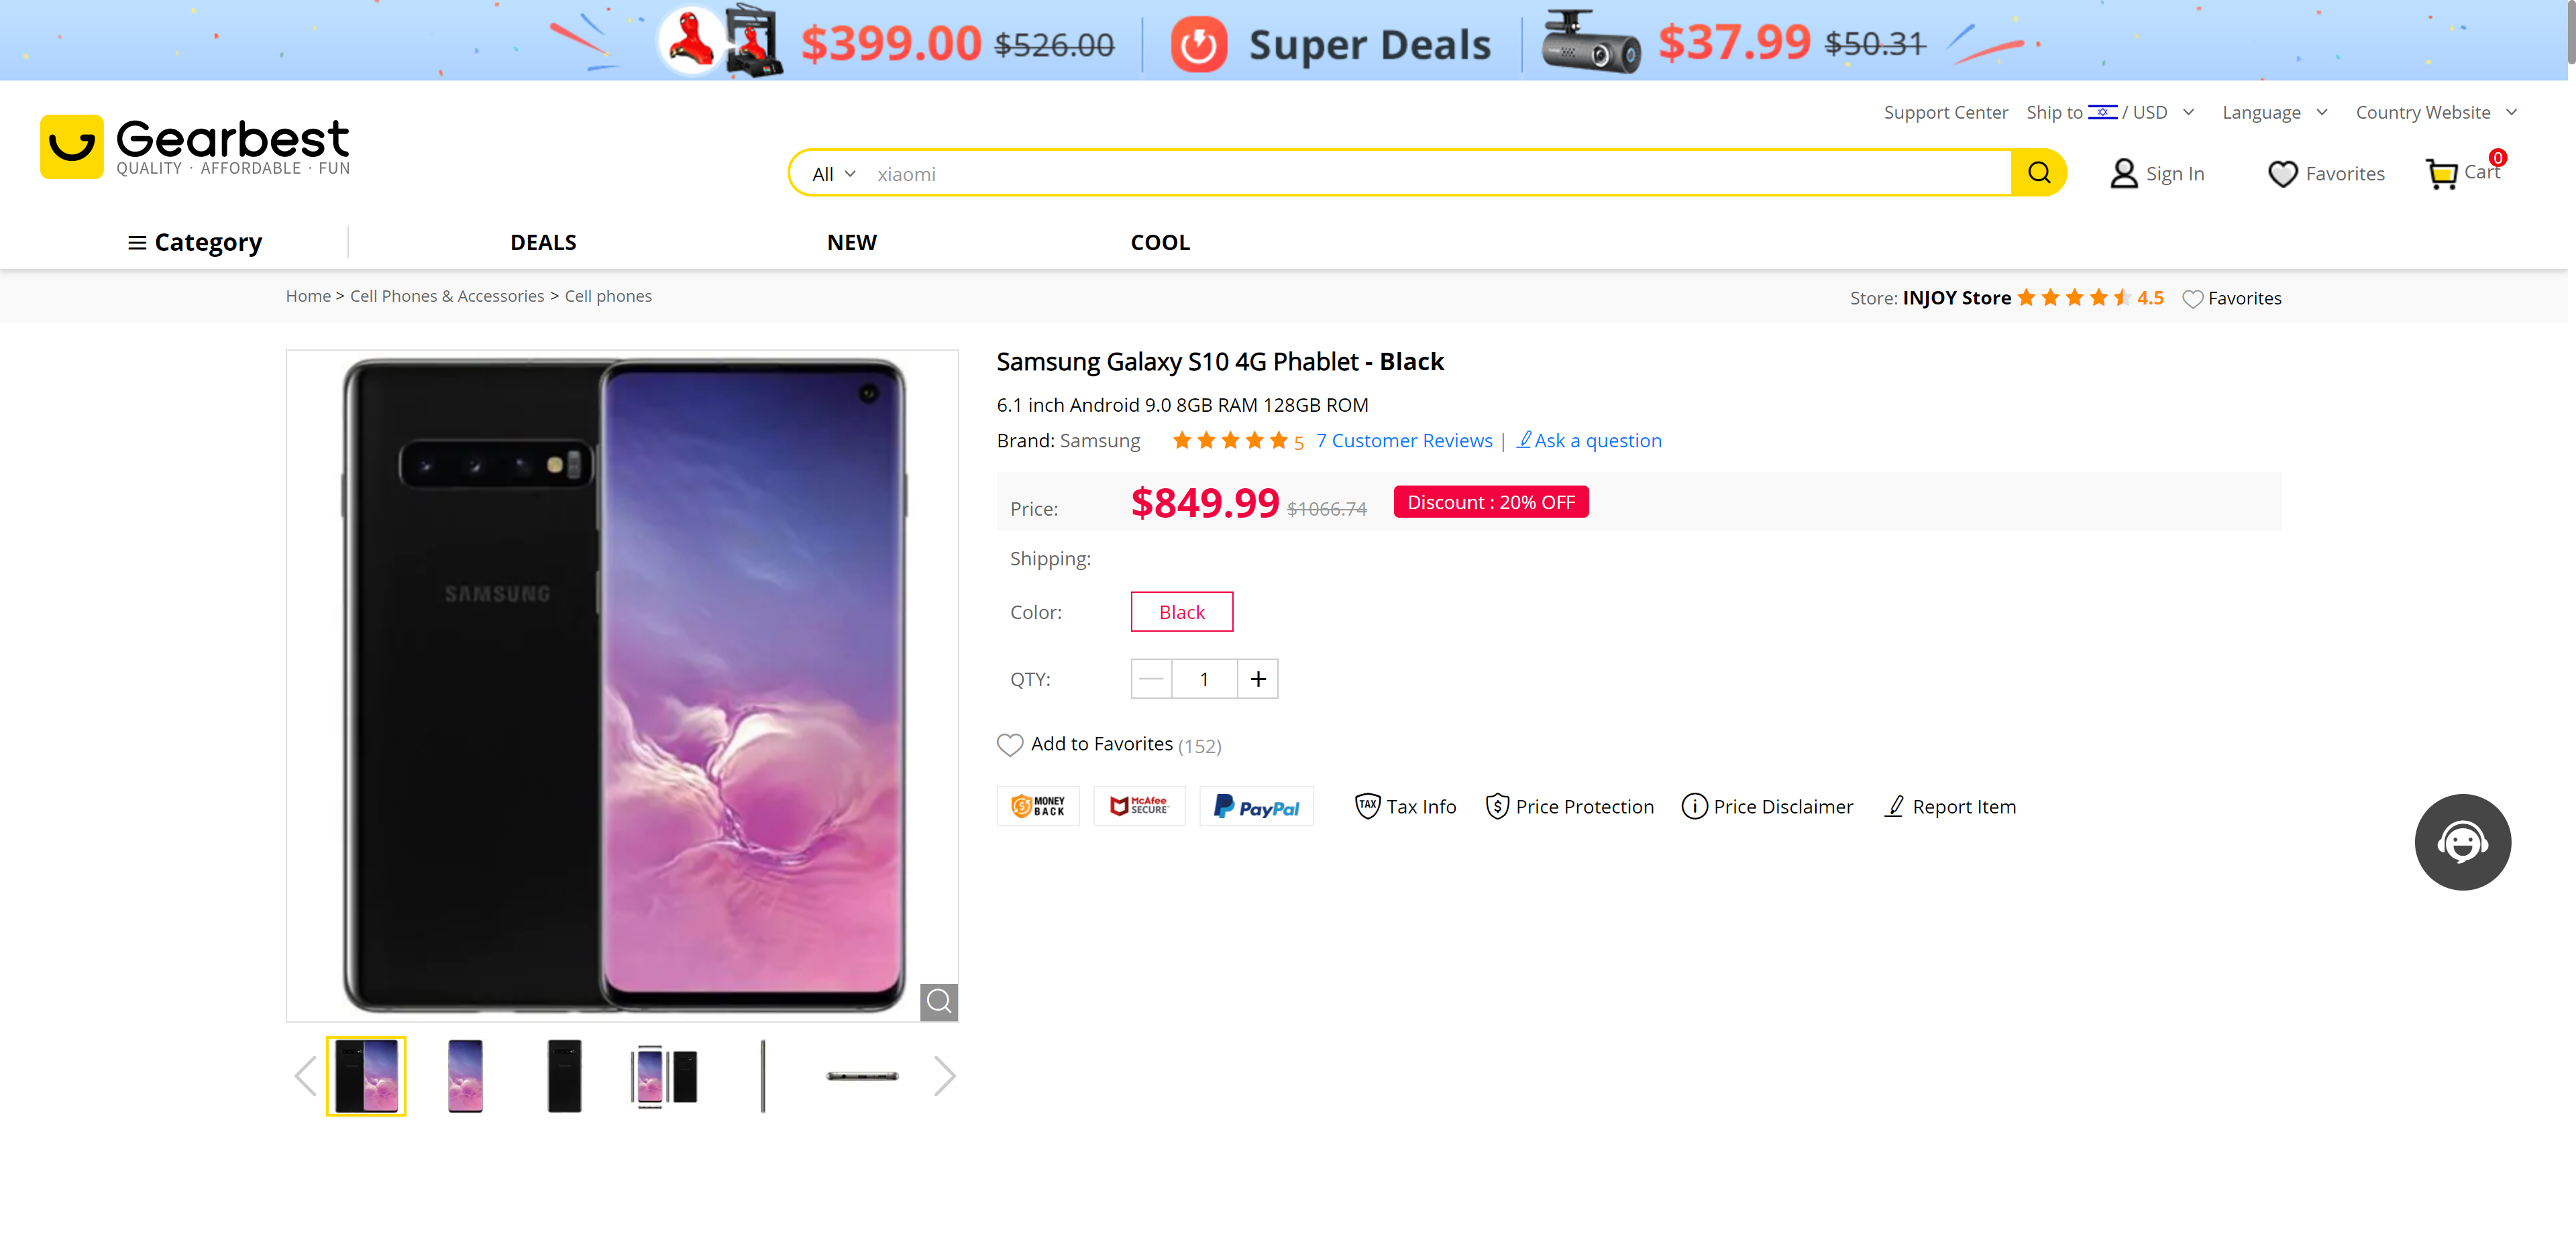 $399.00 $526.00 Super Deals $37.99 $50.31
Support Center Ship to / USD Language Country Website
Gearbest
QUALITY · AFFORDABLE · FUN
All xiaomi
Sign In Favorites Cart 0
Category DEALS NEW COOL
Home > Cell Phones & Accessories > Cell phones
Store: INJOY Store 4.5 Favorites
Samsung Galaxy S10 4G Phablet - Black
6.1 inch Android 9.0 8GB RAM 128GB ROM
Brand: Samsung 5 7 Customer Reviews | Ask a question
Price: $849.99 $1066.74 Discount : 20% OFF
Shipping:
Color: Black
QTY: 1 +
Add to Favorites (152)
MONEY BACK McAfee SECURE PayPal TAX Tax Info $ Price Protection i Price Disclaimer Report Item
SAMSUNG